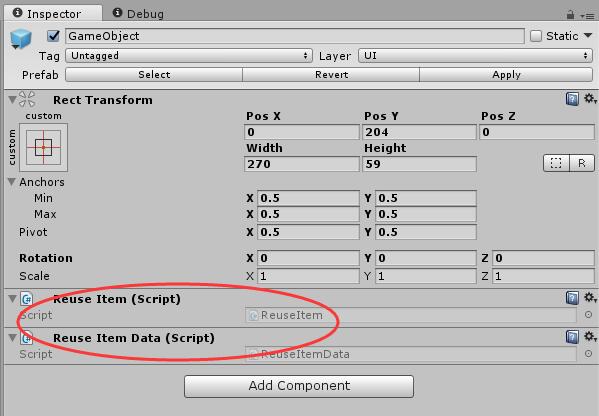 Inspector Debug
GameObject Static
Tag Untagged Layer UI
Prefab Select Revert Apply
Rect Transform
custom
custom
Pos X Pos Y Pos Z
0 204 0
Width Height
270 59
R
Anchors
Min X 0.5 Y 0.5
Max X 0.5 Y 0.5
Pivot X 0.5 Y 0.5
Rotation X 0 Y 0 Z 0
Scale X 1 Y 1 Z 1
C# Reuse Item (Script)
Script ReuseItem
C# Reuse Item Data (Script)
Script ReuseItemData
Add Component